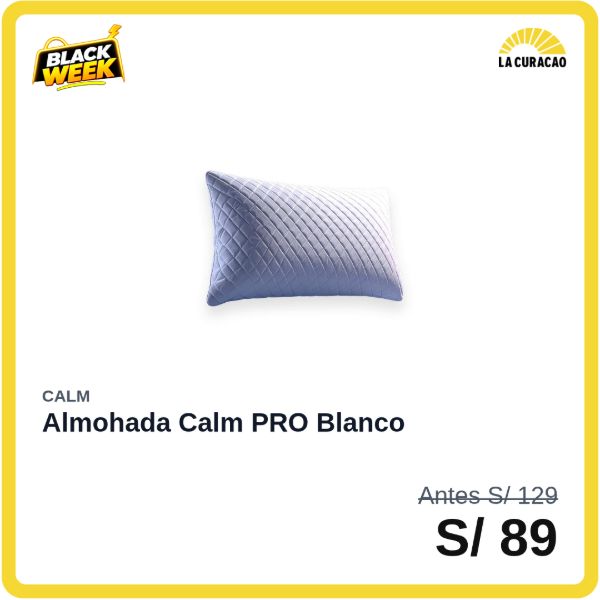 BLACK
WEEK
LA CURACAO
CALM
Almohada Calm PRO Blanco
Antes S/ 129
S/ 89